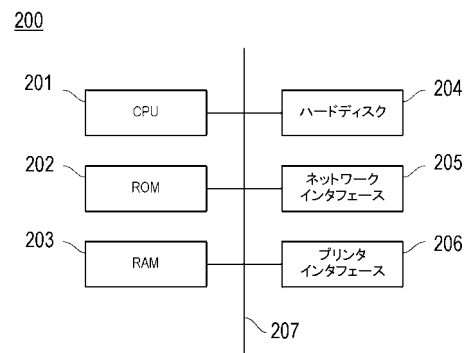 200
201
CPU
204
ハードディスク
202
ROM
205
ネットワーク
インタフェース
203
RAM
206
プリンタ
インタフェース
207